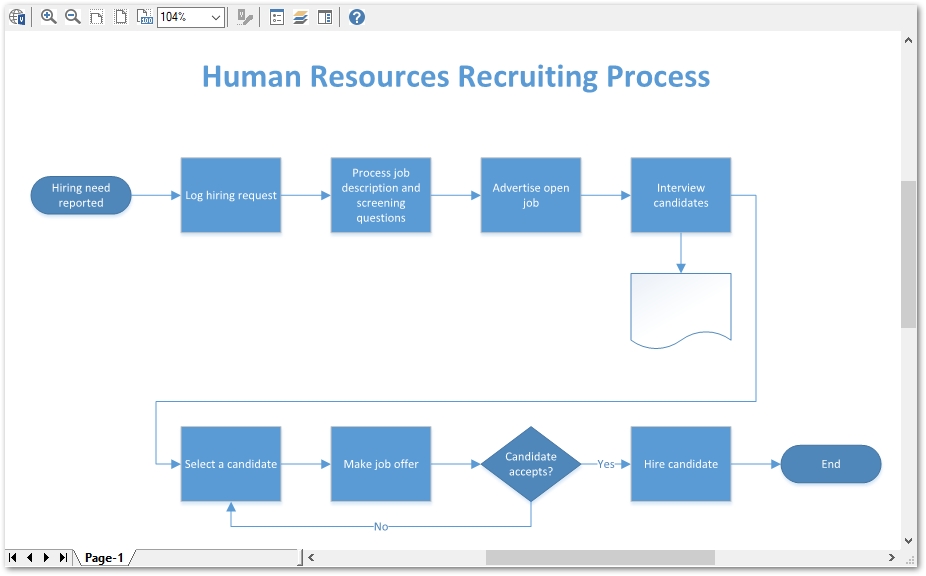 104%
Human Resources Recruiting Process
Hiring need
reported
Log hiring request
Process job
description and
screening
questions
Advertise open
job
Interview
candidates
Select a candidate
Make job offer
Candidate
accepts?
Yes
Hire candidate
End
No
Page-1